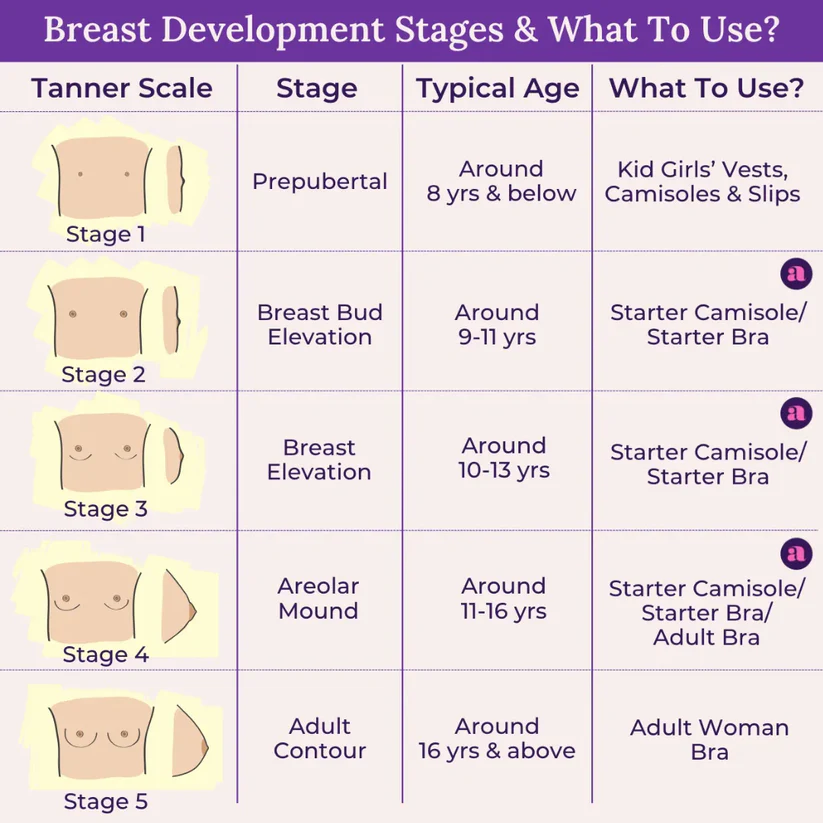 Breast Development Stages & What To Use?
Tanner Scale
Stage
Typical Age
What To Use?
Stage 1
Prepubertal
Around
8 yrs & below
Kid Girls’ Vests,
Camisoles & Slips
Stage 2
Breast Bud
Elevation
Around
9-11 yrs
a
Starter Camisole/
Starter Bra
Stage 3
Breast
Elevation
Around
10-13 yrs
a
Starter Camisole/
Starter Bra
Stage 4
Areolar
Mound
Around
11-16 yrs
a
Starter Camisole/
Starter Bra/
Adult Bra
Stage 5
Adult
Contour
Around
16 yrs & above
Adult Woman
Bra